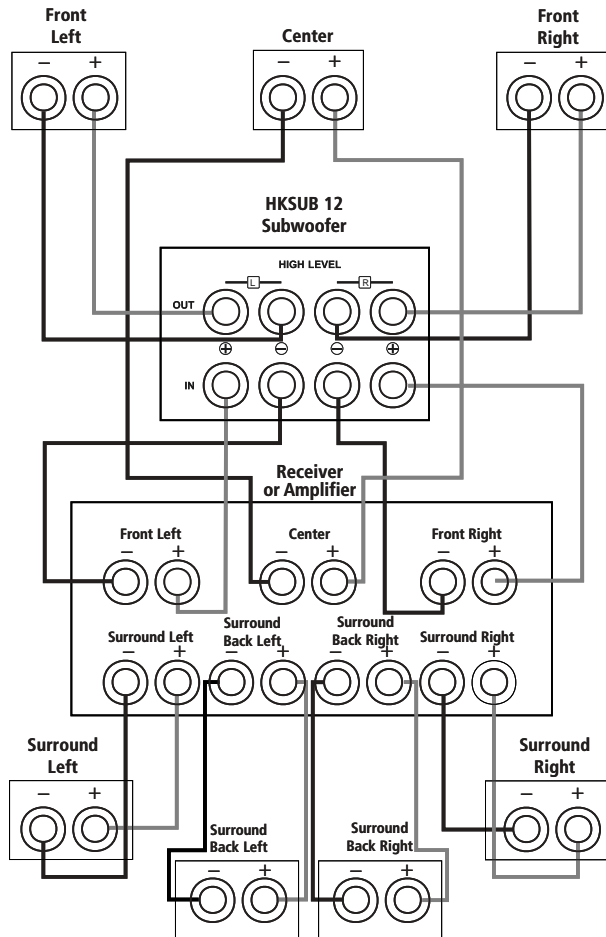 Front
Left
Center
Front
Right
− +
− +
− +
HKSUB 12
Subwoofer
HIGH LEVEL
L
R
OUT
+ − − +
IN
Receiver
or Amplifier
Front Left
Center
Front Right
− +
− +
− +
Surround Left
Surround
Back Left
Surround
Back Right
Surround Right
− +
− +
− +
− +
Surround
Left
Surround
Right
− +
− +
Surround
Back Left
Surround
Back Right
− +
− +